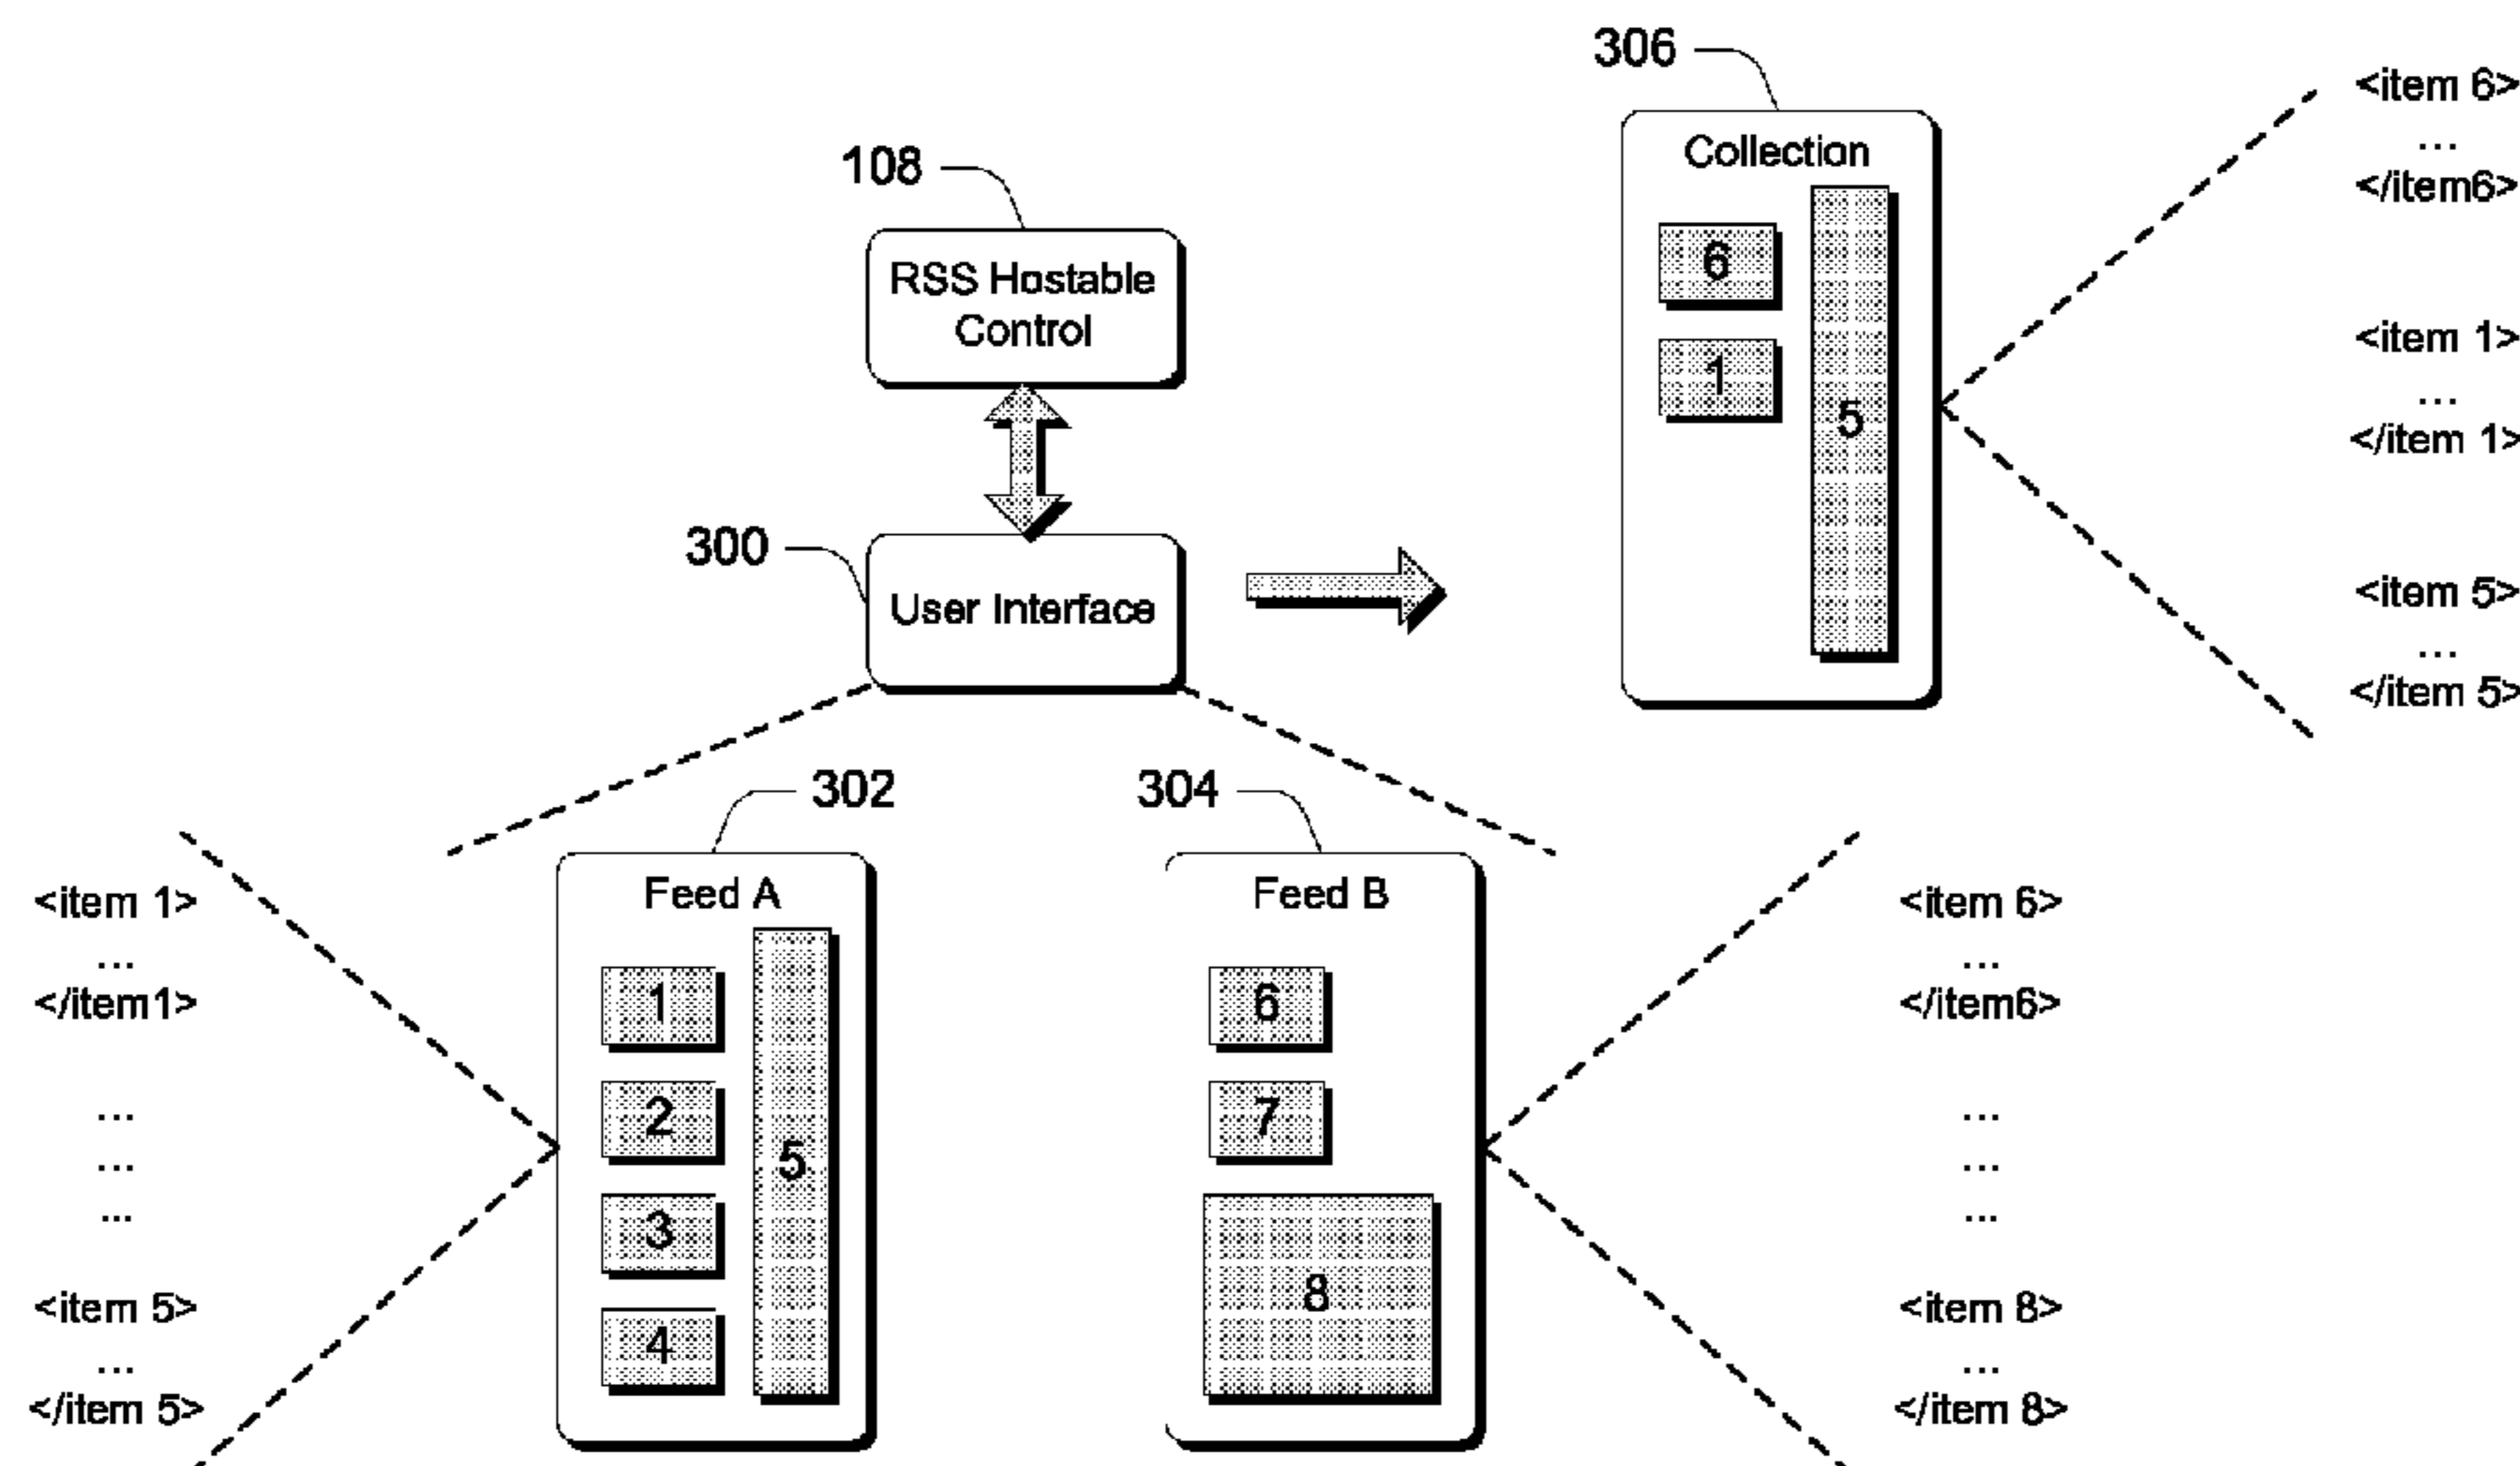 306
<item 6>
...
</item6>
Collection
6
1
5
<item 1>
...
</item 1>
<item 5>
...
</item 5>
108
RSS Hostable
Control
300
User Interface
302
304
<item 1>
...
</item1>
...
...
...
<item 5>
...
</item 5>
Feed A
1
2
3
4
5
Feed B
6
7
8
<item 6>
...
</item6>
...
...
...
<item 8>
...
</item 8>